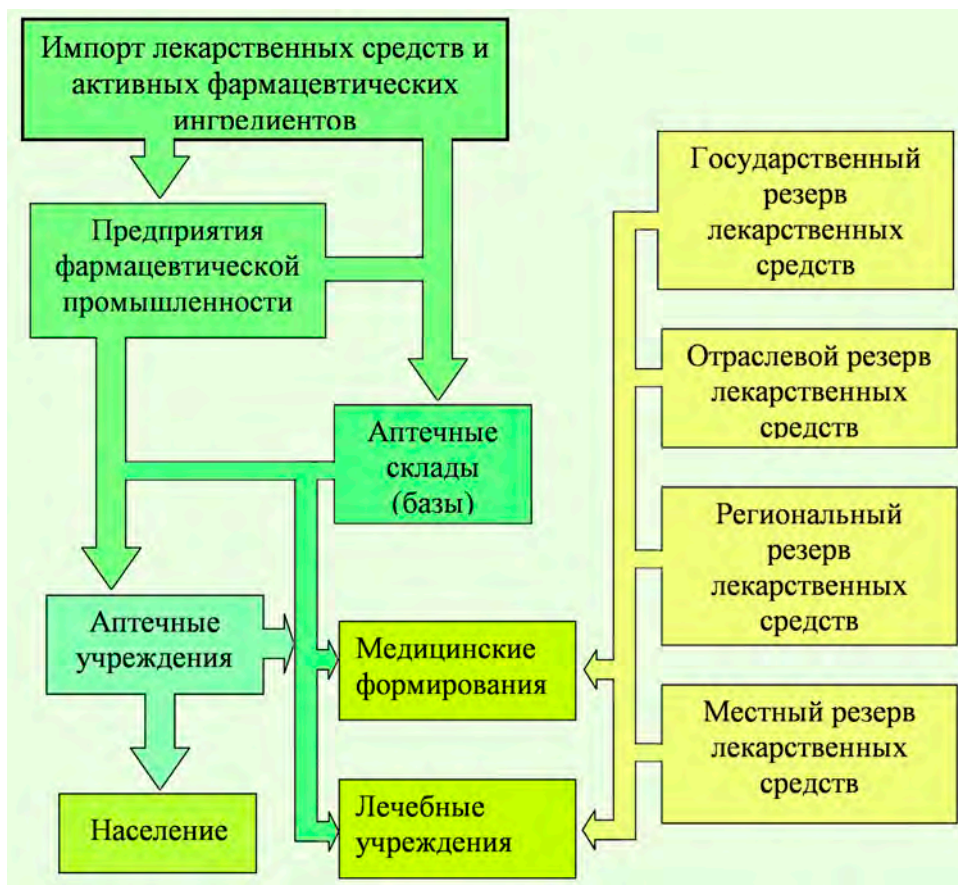 Импорт лекарственных средств и
активных фармацевтических
ингредиентов
Предприятия
фармацевтической
промышленности
Аптечные
склады
(базы)
Аптечные
учреждения
Население
Медицинские
формирования
Лечебные
учреждения
Государственный
резерв
лекарственных
средств
Отраслевой резерв
лекарственных
средств
Региональный
резерв
лекарственных
средств
Местный резерв
лекарственных
средств